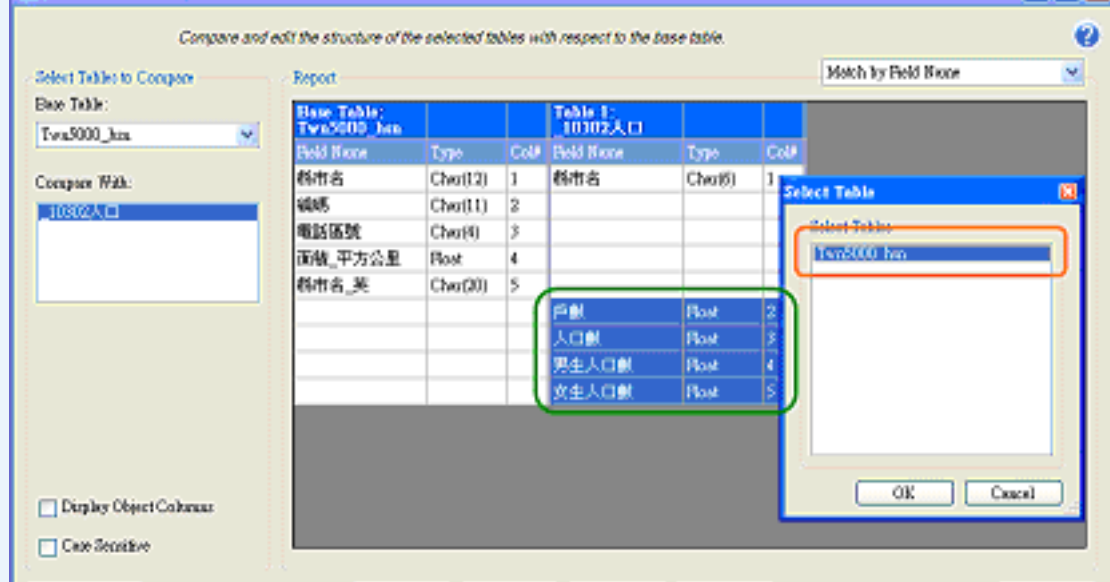 Compare and edit the structure of the selected tables with respect to the base table.
Select Tables to Compare
Base Table:
Twn5000_hsn
Compare With:
_10302人口
Display Object Columns
Case Sensitive
Report
Match by Field Name
Base Table: Twn5000_hsn Table 1: _10302人口
Field Name Type Col# Field Name Type Col#
縣市名 Char(12) 1 縣市名 Char(6) 1
編碼 Char(11) 2
電話區號 Char(4) 3
面積_平方公里 Float 4
縣市名_英 Char(20) 5
戶數 Float 2
人口數 Float 3
男生人口數 Float 4
女生人口數 Float 5
Select Table
Select Tables
Twn5000_hsn
OK Cancel